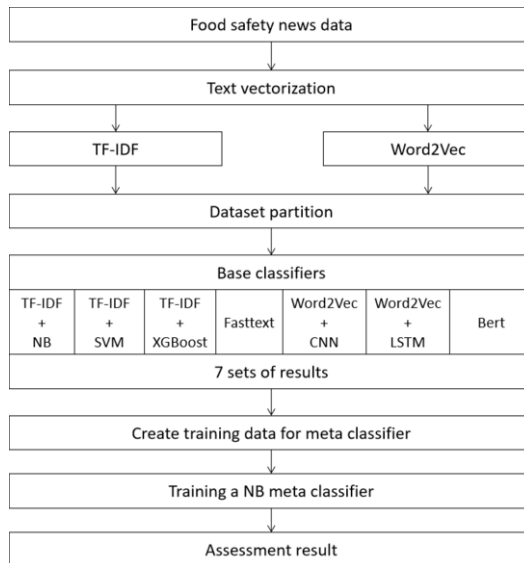 Food safety news data
Text vectorization
TF-IDF
Word2Vec
Dataset partition
Base classifiers
TF-IDF
+
NB
TF-IDF
+
SVM
TF-IDF
+
XGBoost
Fasttext
Word2Vec
+
CNN
Word2Vec
+
LSTM
Bert
7 sets of results
Create training data for meta classifier
Training a NB meta classifier
Assessment result